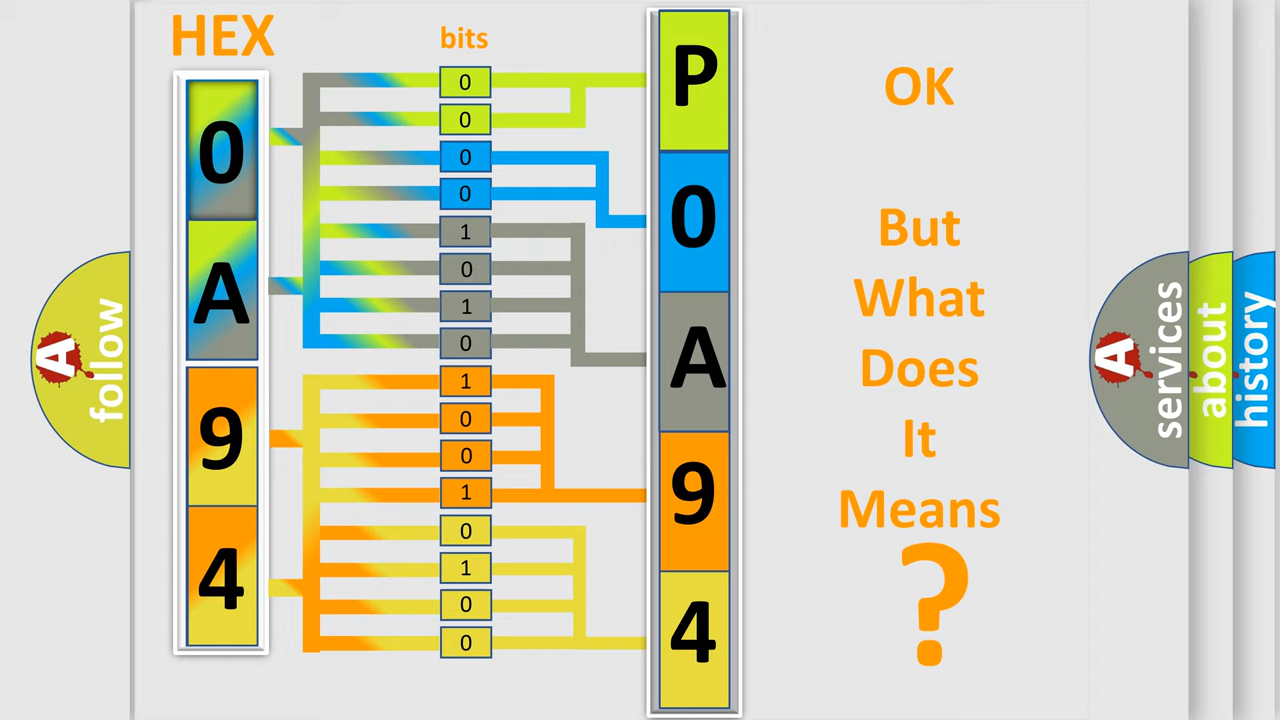 HEX
bits
0
A
9
4
0
0
0
0
1
0
1
0
1
0
0
1
0
1
0
0
P
0
A
9
4
OK
But
What
Does
It
Means
?
A
follow
A
services
about
history